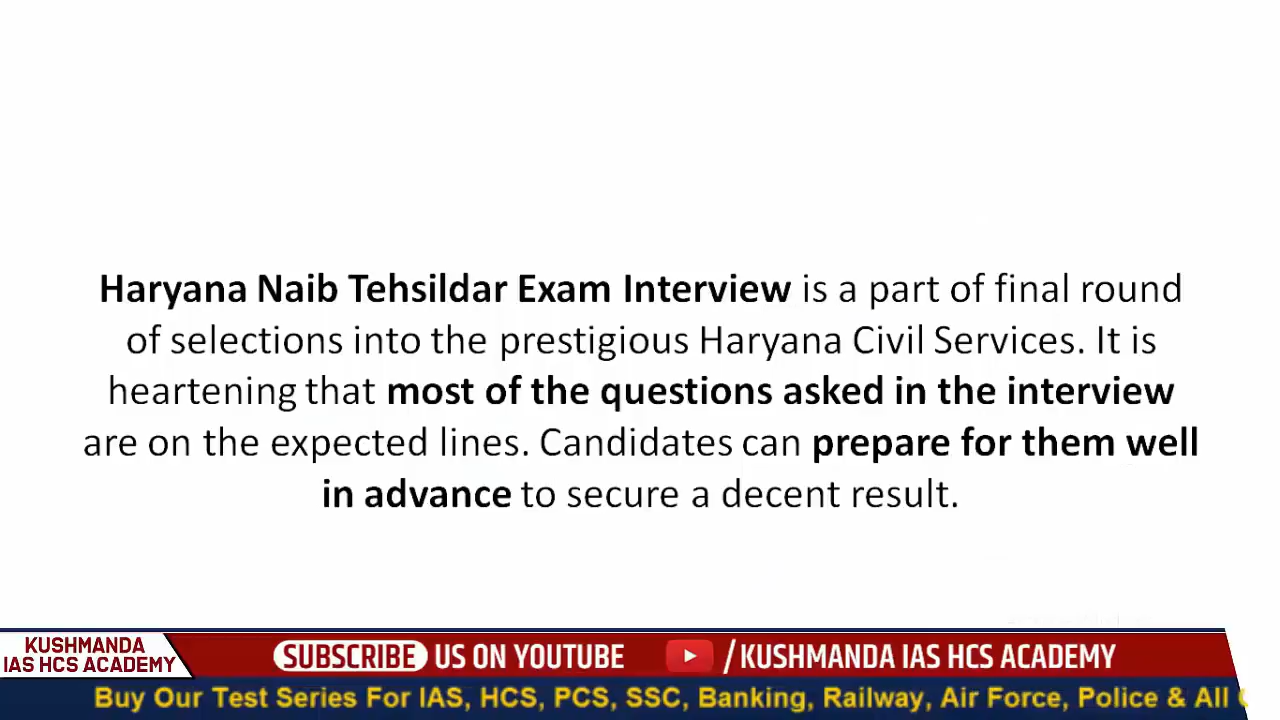 Haryana Naib Tehsildar Exam Interview is a part of final round
of selections into the prestigious Haryana Civil Services. It is
heartening that most of the questions asked in the interview
are on the expected lines. Candidates can prepare for them well
in advance to secure a decent result.
KUSHMANDA
IAS HCS ACADEMY
SUBSCRIBE US ON YOUTUBE /KUSHMANDA IAS HCS ACADEMY
Buy Our Test Series For IAS, HCS, PCS, SSC, Banking, Railway, Air Force, Police & All